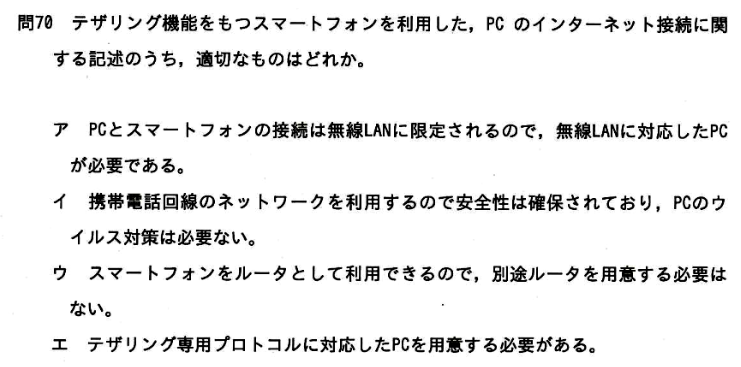 問70 テザリング機能をもつスマートフォンを利用した，PC のインターネット接続に関
する記述のうち，適切なものはどれか。
ア PCとスマートフォンの接続は無線LANに限定されるので，無線LANに対応したPC
が必要である。
イ 携帯電話回線のネットワークを利用するので安全性は確保されており，PCのウ
イルス対策は必要ない。
ウ スマートフォンをルータとして利用できるので，別途ルータを用意する必要は
ない。
エ テザリング専用プロトコルに対応したPCを用意する必要がある。